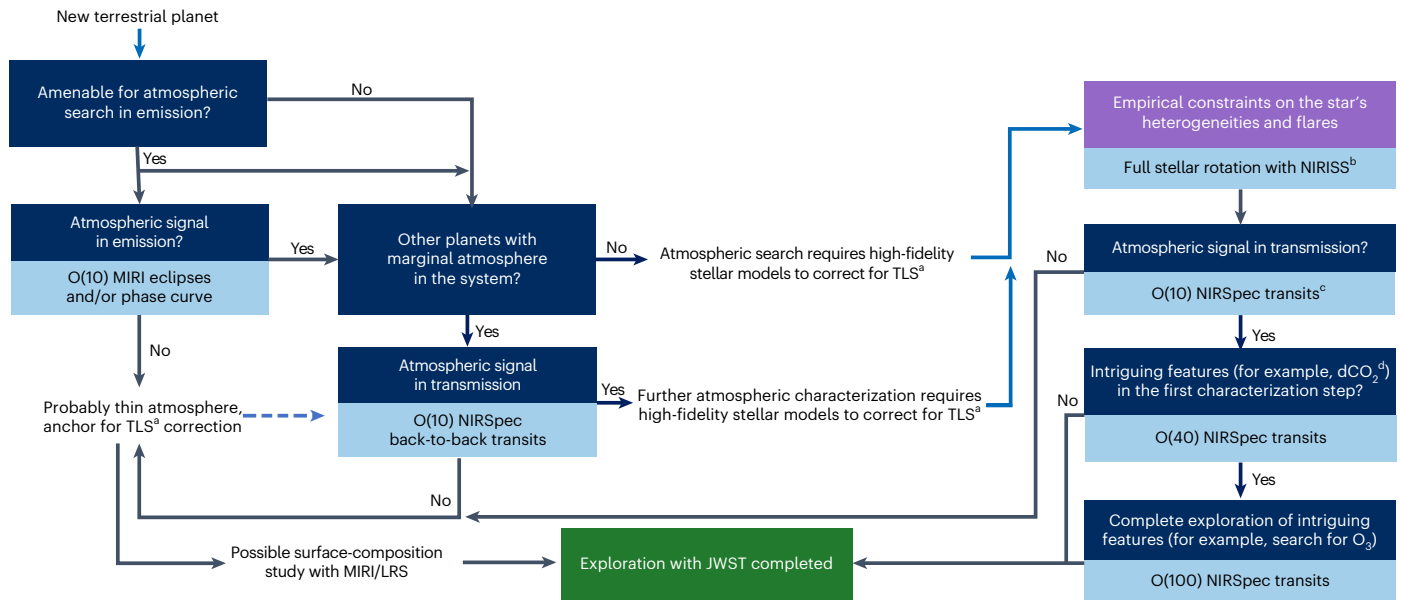 New terrestrial planet
Amenable for atmospheric
search in emission?
No
Yes
Atmospheric signal
in emission?
O(10) MIRI eclipses
and/or phase curve
Yes
No
Probably thin atmosphere,
anchor for TLSᵃ correction
Other planets with
marginal atmosphere
in the system?
No
Yes
Atmospheric search requires high-fidelity
stellar models to correct for TLSᵃ
Atmospheric signal
in transmission
O(10) NIRSpec
back-to-back transits
Yes
No
Further atmospheric characterization requires
high-fidelity stellar models to correct for TLSᵃ
Possible surface-composition
study with MIRI/LRS
Exploration with JWST completed
Empirical constraints on the star’s
heterogeneities and flares
Full stellar rotation with NIRISSᵇ
Atmospheric signal in transmission?
O(10) NIRSpec transitsᶜ
No
Yes
Intriguing features (for example, dCO₂ᵈ)
in the first characterization step?
O(40) NIRSpec transits
No
Yes
Complete exploration of intriguing
features (for example, search for O₃)
O(100) NIRSpec transits